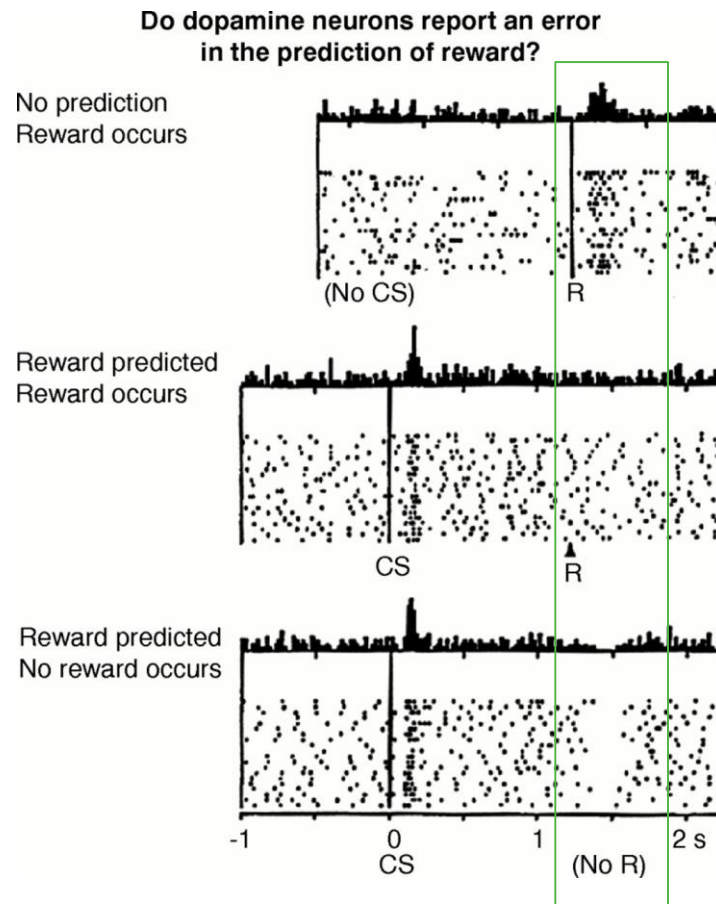 Do dopamine neurons report an error
in the prediction of reward?
No prediction
Reward occurs
(No CS)
R
Reward predicted
Reward occurs
CS
R
Reward predicted
No reward occurs
-1
0
1
2 s
CS
(No R)